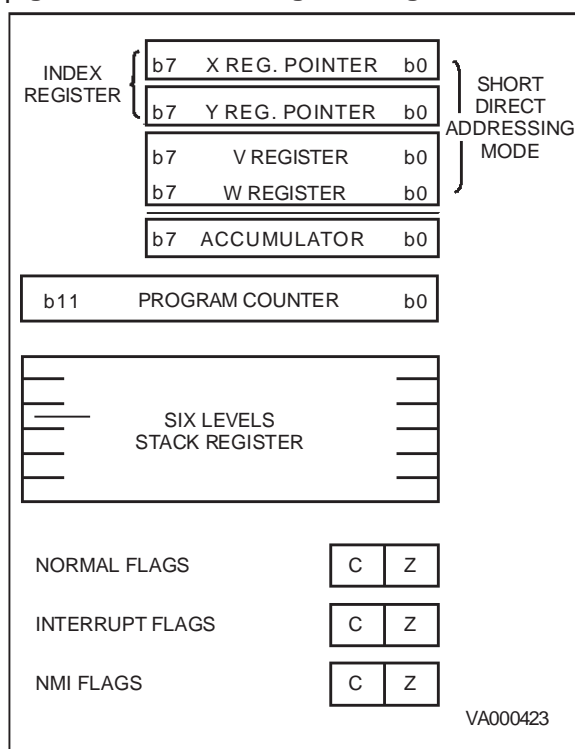 INDEX
REGISTER
b7 X REG. POINTER b0
b7 Y REG. POINTER b0
b7 V REGISTER b0
b7 W REGISTER b0
SHORT
DIRECT
ADDRESSING
MODE
b7 ACCUMULATOR b0
b11 PROGRAM COUNTER b0
SIX LEVELS
STACK REGISTER
NORMAL FLAGS C Z
INTERRUPT FLAGS C Z
NMI FLAGS C Z
VA000423